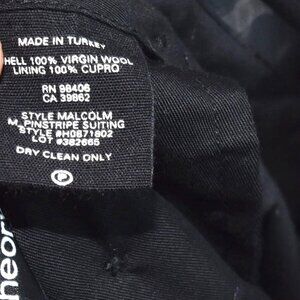 MADE IN TURKEY
HELL 100% VIRGIN WOOL
LINING 100% CUPRO
RN 98406
CA 39862
STYLE MALCOLM
M. PINSTRIPE SUITING
STYLE #H0871802
LOT #382665
DRY CLEAN ONLY
P
heor